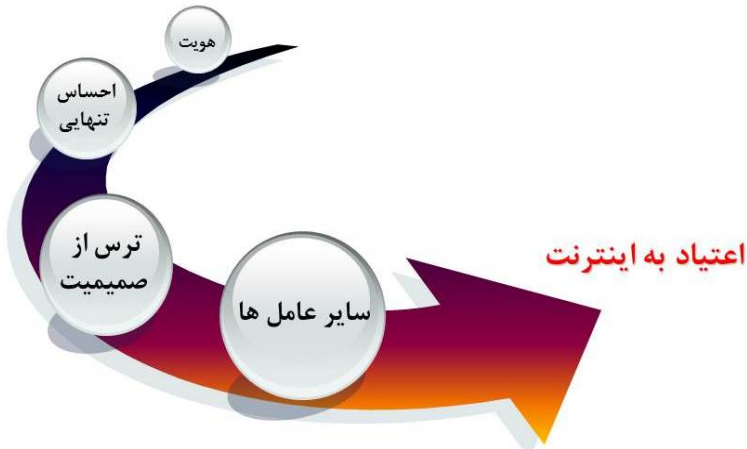 هویت
احساس
تنهایی
ترس از
صمیمیت
سایر عامل ها
اعتیاد به اینترنت